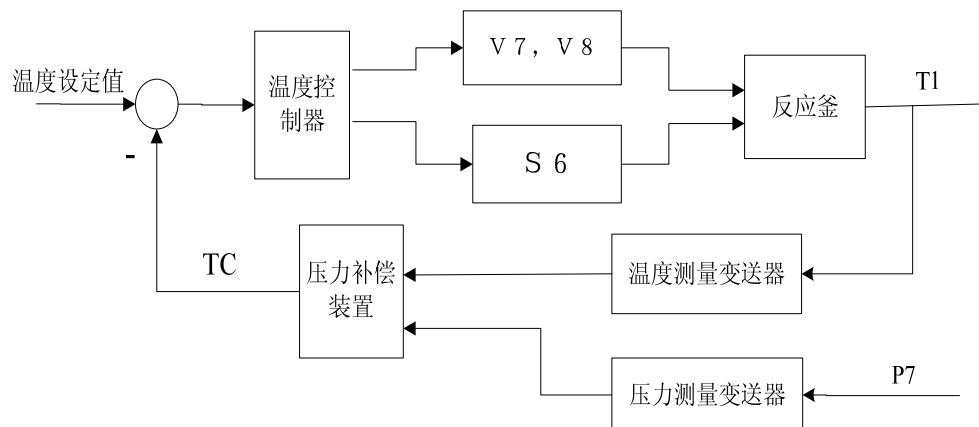 温度设定值
-
温度控
制器
V7，V8
S6
反应釜
T1
TC
压力补偿
装置
温度测量变送器
压力测量变送器
P7